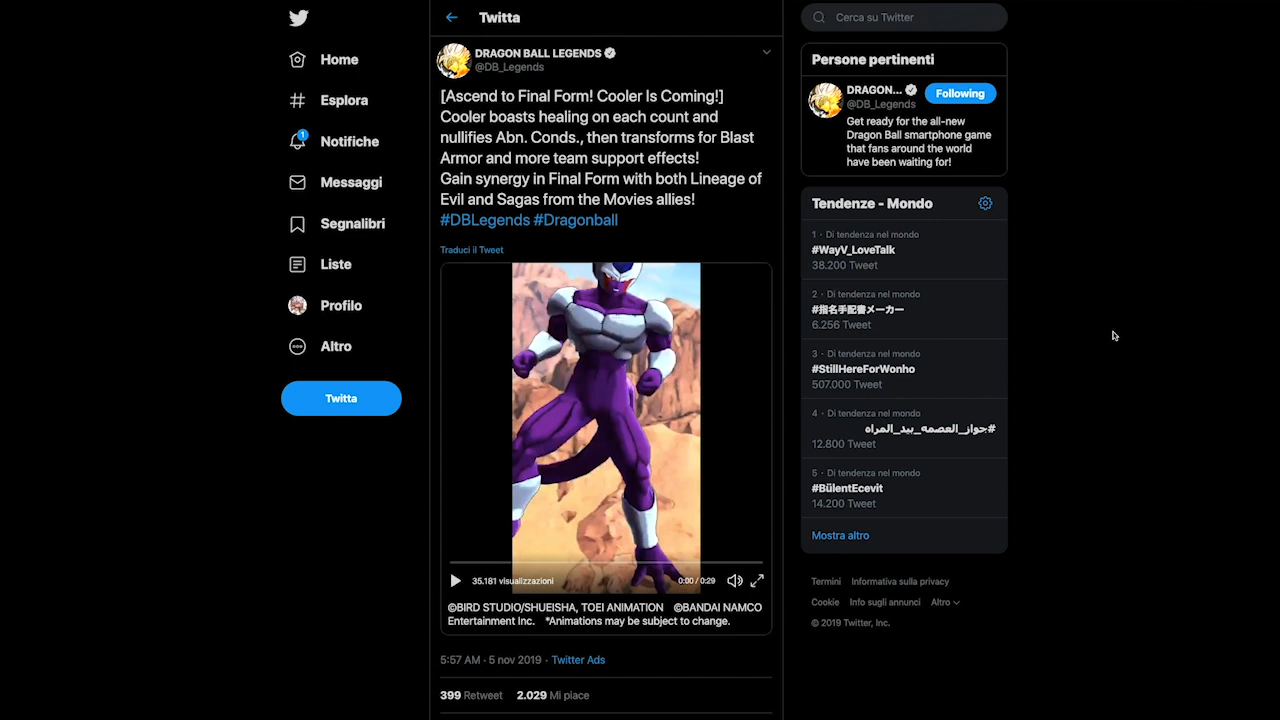 Home
Esplora
1
Notifiche
Messaggi
Segnalibri
Liste
Profilo
Altro
Twitta
Twitta
DRAGON BALL LEGENDS
@DB_Legends
[Ascend to Final Form! Cooler Is Coming!]
Cooler boasts healing on each count and
nullifies Abn. Conds., then transforms for Blast
Armor and more team support effects!
Gain synergy in Final Form with both Lineage of
Evil and Sagas from the Movies allies!
#DBLegends #Dragonball
Traduci il Tweet
35.181 visualizzazioni
0:00 / 0:29
©BIRD STUDIO/SHUEISHA, TOEI ANIMATION ©BANDAI NAMCO
Entertainment Inc. *Animations may be subject to change.
5:57 AM · 5 nov 2019 · Twitter Ads
399 Retweet 2.029 Mi piace
Cerca su Twitter
Persone pertinenti
DRAGON...
@DB_Legends
Following
Get ready for the all-new
Dragon Ball smartphone game
that fans around the world
have been waiting for!
Tendenze - Mondo
1 · Di tendenza nel mondo
#WayV_LoveTalk
38.200 Tweet
2 · Di tendenza nel mondo
#指名手配書メーカー
6.256 Tweet
3 · Di tendenza nel mondo
#StillHereForWonho
507.000 Tweet
4 · Di tendenza nel mondo
#جواز_العصمه_بيد_المراه
12.800 Tweet
5 · Di tendenza nel mondo
#BülentEcevit
14.200 Tweet
Mostra altro
Termini Informativa sulla privacy
Cookie Info sugli annunci Altro
© 2019 Twitter, Inc.